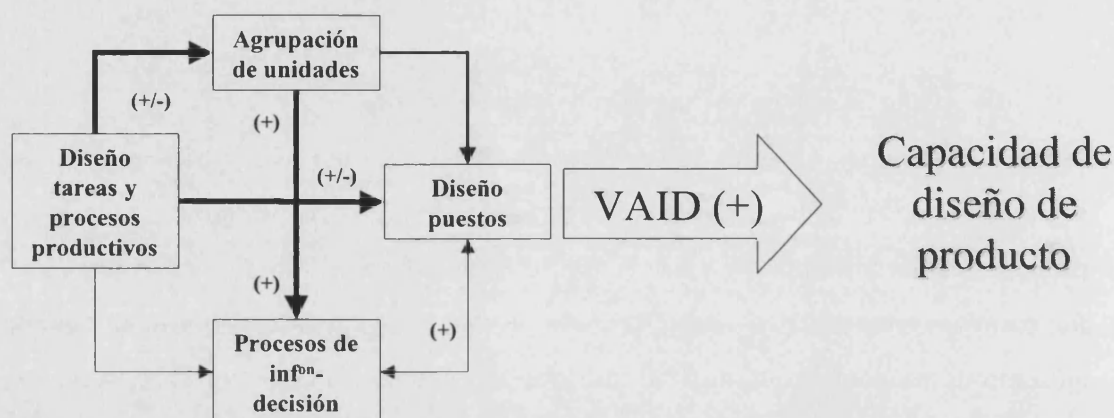 Agrupación
de unidades
(+/-)
(+)
Diseño
tareas y
procesos
productivos
(+/-)
Diseño
puestos
VAID (+)
Capacidad de
diseño de
producto
(+)
(+)
Procesos de
infᵒⁿ-
decisión